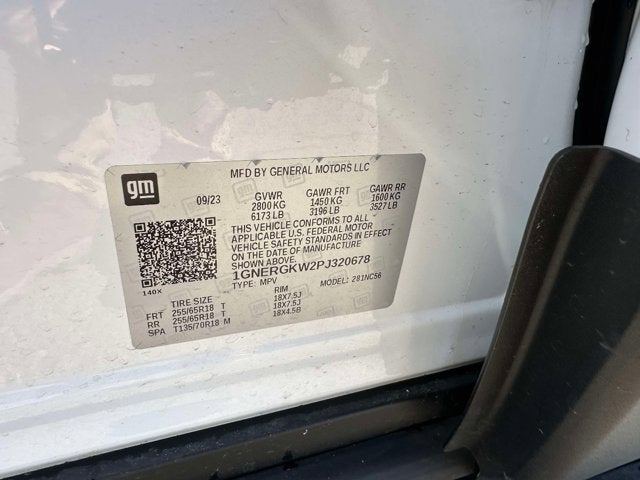 MFD BY GENERAL MOTORS LLC
gm
09/23 GVWR GAWR FRT GAWR RR
2800 KG 1450 KG 1600 KG
6173 LB 3196 LB 3527 LB
THIS VEHICLE CONFORMS TO ALL
APPLICABLE U.S. FEDERAL MOTOR
VEHICLE SAFETY STANDARDS IN EFFECT
ON THE DATE OF MANUFACTURE
SHOWN ABOVE.
1GNERGKW2PJ320678
140X TYPE: MPV MODEL: 281NC56
TIRE SIZE RIM
FRT 255/65R18 T 18X7.5J
RR 255/65R18 T 18X7.5J
SPA T135/70R18 M 18X4.5B